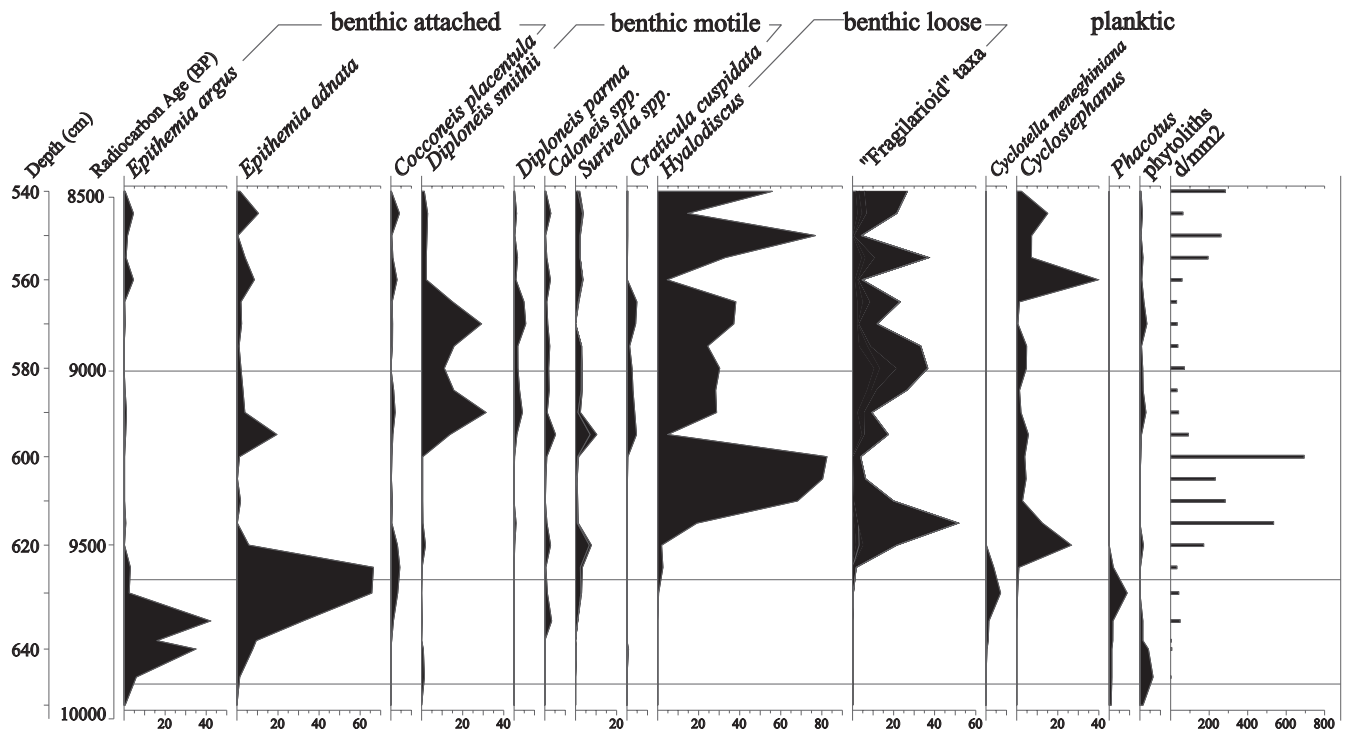 benthic attached
benthic motile
benthic loose
planktic
Depth (cm)
Radiocarbon Age (BP)
Epithemia argus
Epithemia adnata
Cocconeis placentula
Diploneis smithii
Diploneis parma
Caloneis spp.
Surirella spp.
Craticula cuspidata
Hyalodiscus
"Fragilarioid" taxa
Cyclotella meneghiniana
Cyclostephanus
Phacotus
phytoliths
d/mm2
540
560
580
600
620
640
8500
9000
9500
10000
20 40
20 40 60
20 40
20
20 40 60 80
20 40 60
20 40
200 400 600 800